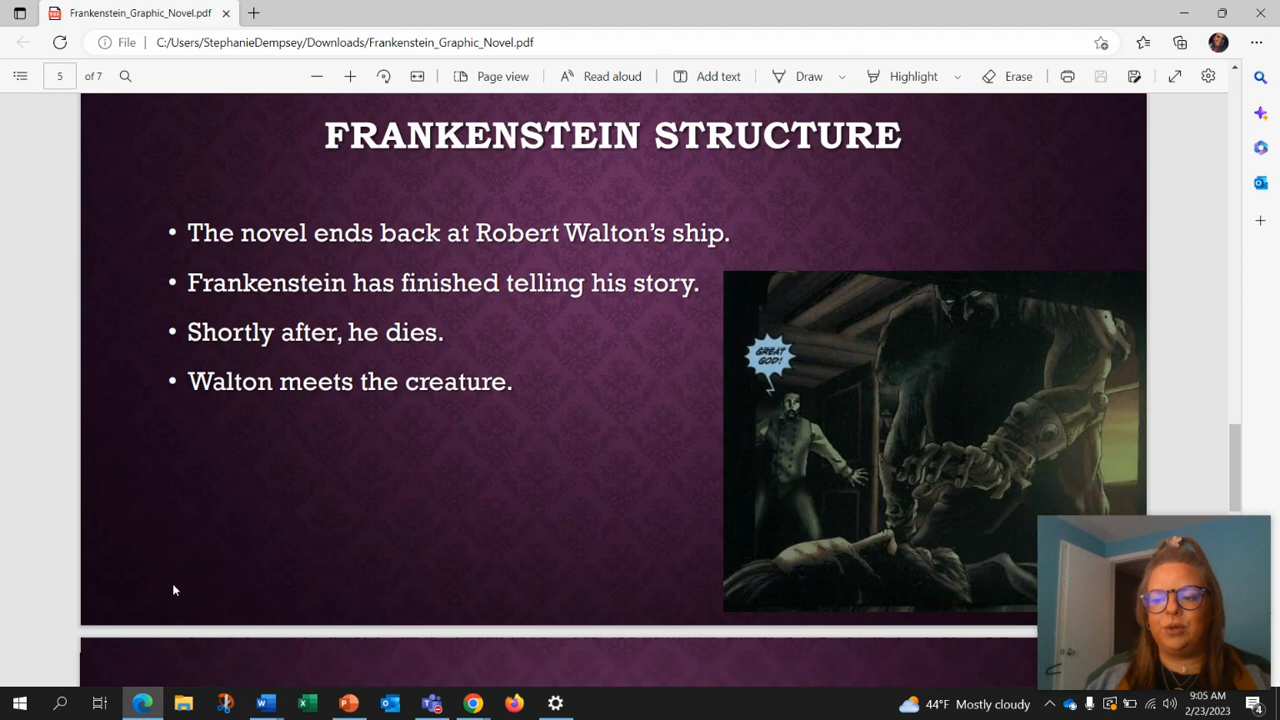 Frankenstein_Graphic_Novel.pdf
File C:/Users/StephanieDempsey/Downloads/Frankenstein_Graphic_Novel.pdf
5 of 7 Page view Read aloud Add text Draw Highlight Erase
FRANKENSTEIN STRUCTURE
• The novel ends back at Robert Walton’s ship.
• Frankenstein has finished telling his story.
• Shortly after, he dies.
• Walton meets the creature.
GREAT
GOD!
44°F Mostly cloudy
9:05 AM
2/23/2023
4